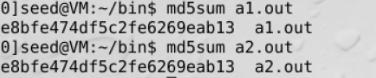 0]seed@VM:~/bin$ md5sum a1.out
e8bfe474df5c2fe6269eab13  a1.out
0]seed@VM:~/bin$ md5sum a2.out
e8bfe474df5c2fe6269eab13  a2.out